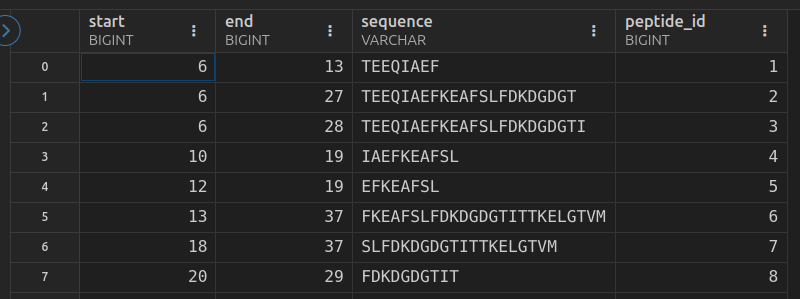 start end sequence peptide_id
BIGINT BIGINT VARCHAR BIGINT
0 6 13 TEEQIAEF 1
1 6 27 TEEQIAEFKEAFSLFDKDGDGT 2
2 6 28 TEEQIAEFKEAFSLFDKDGDGTI 3
3 10 19 IAEFKEAFSL 4
4 12 19 EFKEAFSL 5
5 13 37 FKEAFSLFDKDGDGTITTKELGTVM 6
6 18 37 SLFDKDGDGTITTKELGTVM 7
7 20 29 FDKDGDGTIT 8